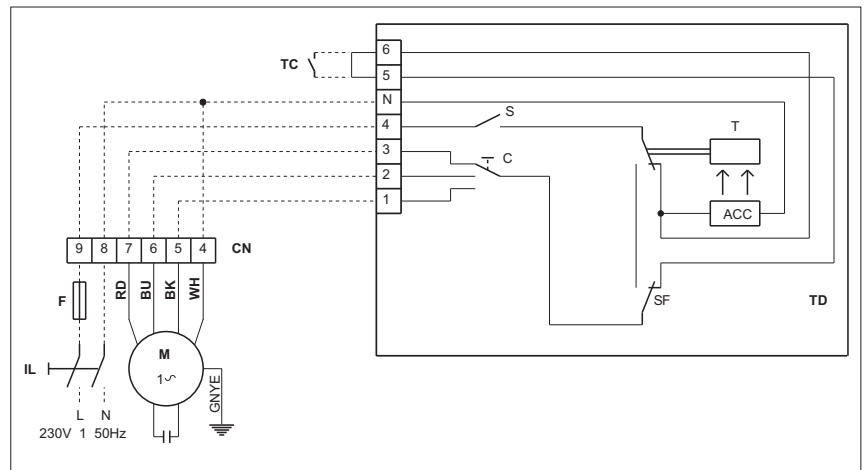 TC
6
5
N
4
3
2
1
S
C
T
ACC
SF
TD
9 8 7 6 5 4 CN
F
RD
BU
BK
WH
M
1~
GNYE
IL
L N
230V 1 50Hz